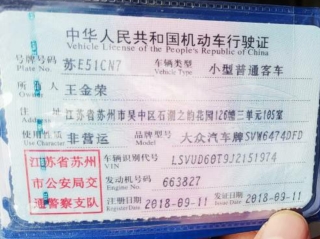 中华人民共和国机动车行驶证
Vehicle License of the People's Republic of China
号牌号码 苏E51CN7 车辆类型 小型普通客车
Plate No. Vehicle Type
所有人 王金荣
Owner
住址 江苏省苏州市吴中区石湖之韵花园126幢三单元105室
使用性质 非营运 品牌型号 大众汽车牌SVW6474DFD
Use Character Model
江苏省苏州
市公安局交
通警察支队
车辆识别代号 LSVUD60T9J2151974
VIN
发动机号码 663827
Engine No.
注册日期 2018-09-11 发证日期 2018-09-11
Register Date Issue Date